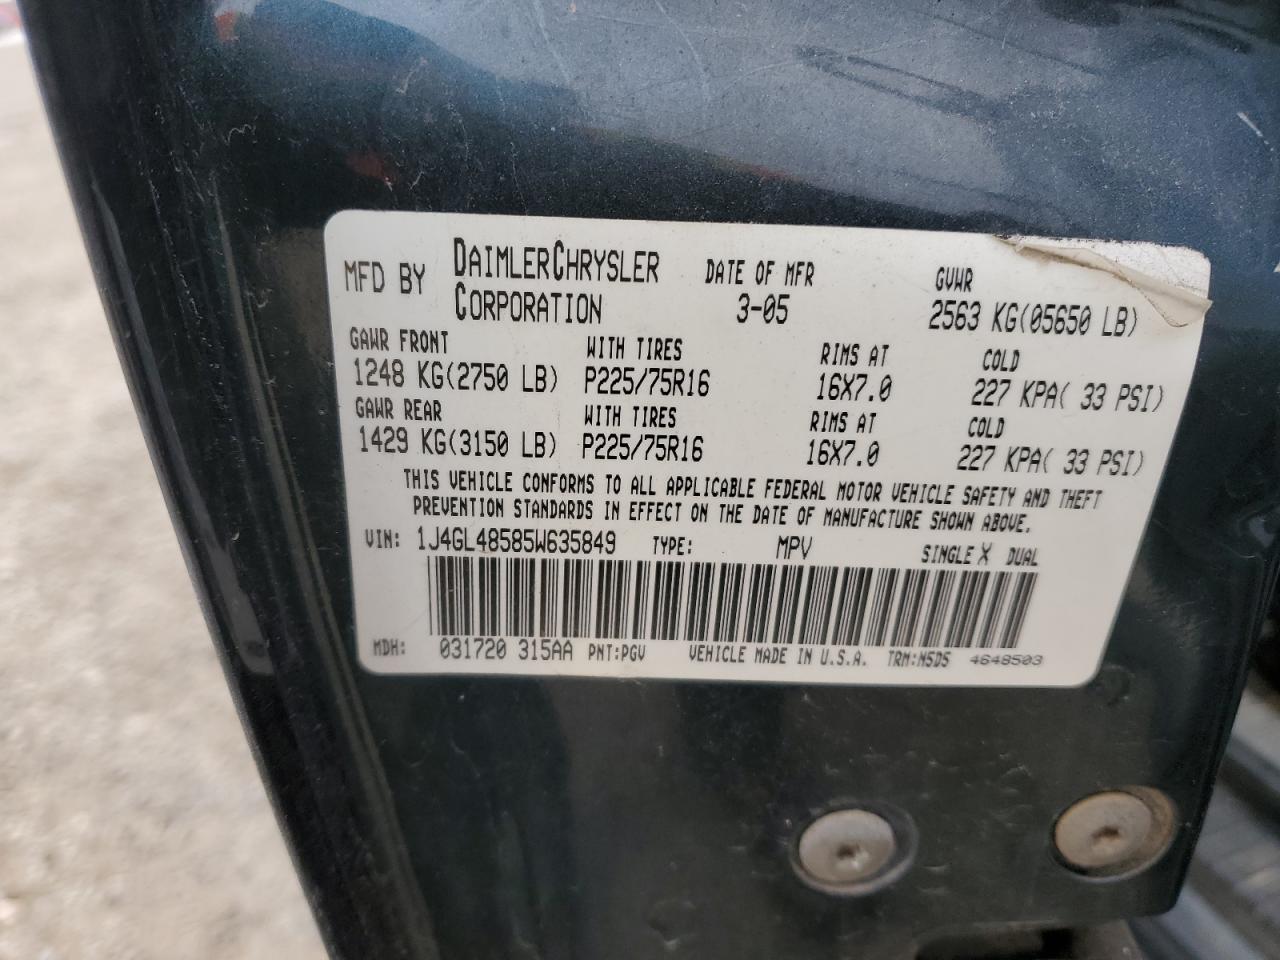 MFD BY DAIMLERCHRYSLER CORPORATION DATE OF MFR 3-05 GVWR 2563 KG(05650 LB)
GAWR FRONT WITH TIRES RIMS AT COLD
1248 KG(2750 LB) P225/75R16 16X7.0 227 KPA( 33 PSI)
GAWR REAR WITH TIRES RIMS AT COLD
1429 KG(3150 LB) P225/75R16 16X7.0 227 KPA( 33 PSI)
THIS VEHICLE CONFORMS TO ALL APPLICABLE FEDERAL MOTOR VEHICLE SAFETY AND THEFT
PREVENTION STANDARDS IN EFFECT ON THE DATE OF MANUFACTURE SHOWN ABOVE.
VIN: 1J4GL48585W635849 TYPE: MPV SINGLE X DUAL
MDH: 031720 315AA PNT:PGV VEHICLE MADE IN U.S.A. TRM:N5D5 4648503